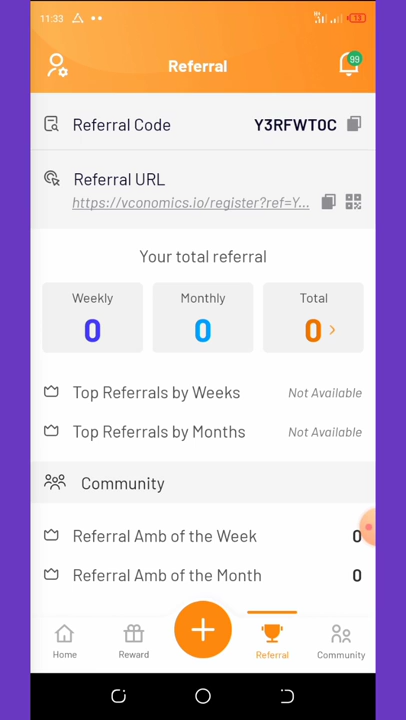 11:33
Referral
99
Referral Code Y3RFWT0C
Referral URL
https://vconomics.io/register?ref=Y...
Your total referral
Weekly Monthly Total
0 0 0
Top Referrals by Weeks Not Available
Top Referrals by Months Not Available
Community
Referral Amb of the Week 0
Referral Amb of the Month 0
Home Reward Referral Community